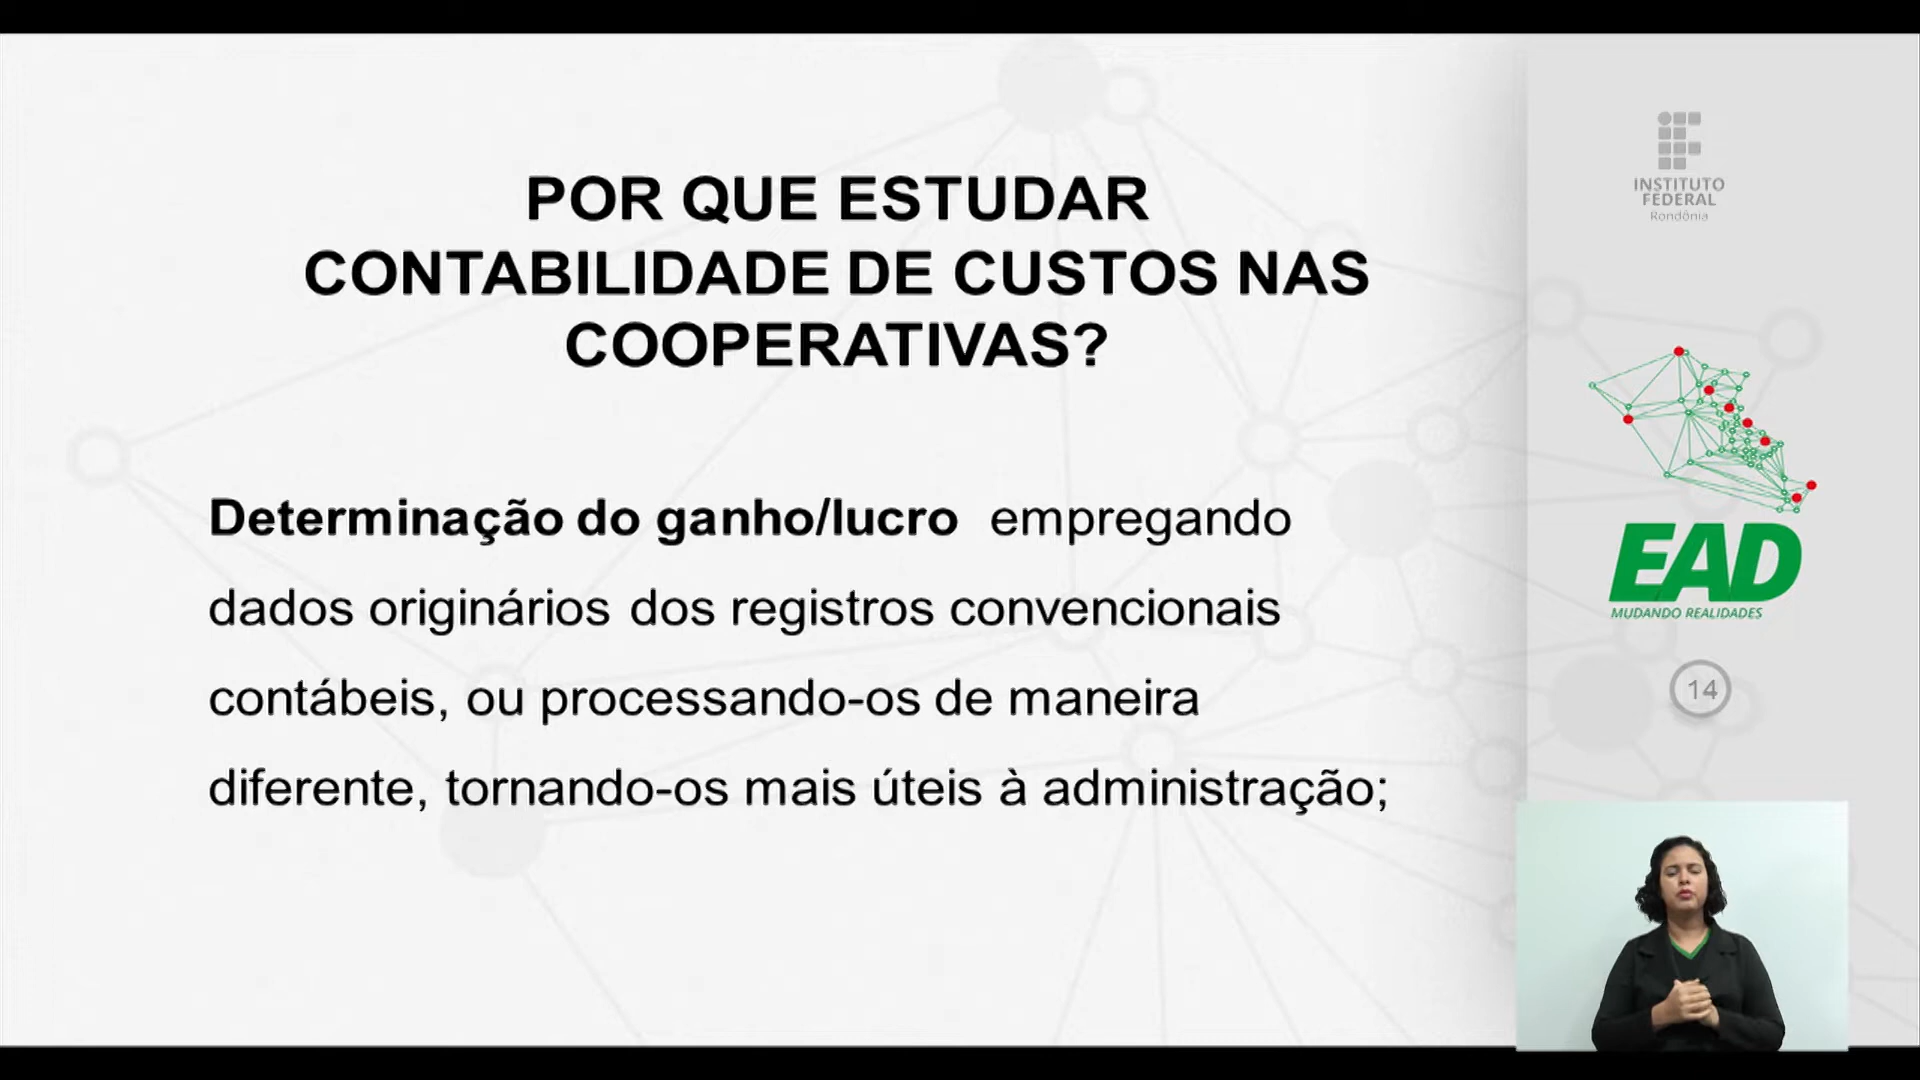 POR QUE ESTUDAR
CONTABILIDADE DE CUSTOS NAS
COOPERATIVAS?
Determinação do ganho/lucro empregando
dados originários dos registros convencionais
contábeis, ou processando-os de maneira
diferente, tornando-os mais úteis à administração;
INSTITUTO
FEDERAL
Rondônia
EAD
MUDANDO REALIDADES
14